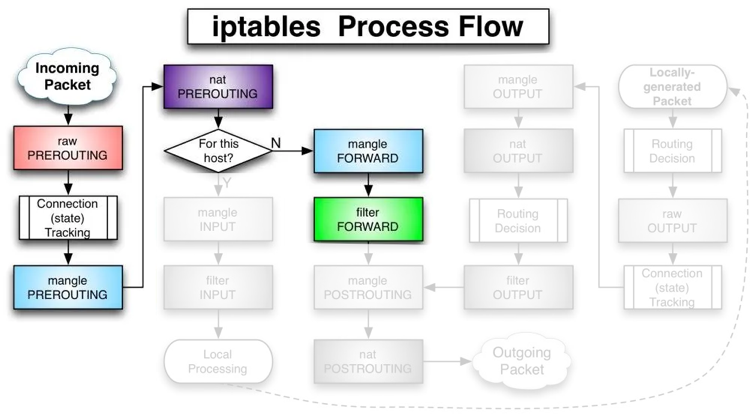 iptables Process Flow
Incoming
Packet
raw
PREROUTING
Connection
(state)
Tracking
mangle
PREROUTING
nat
PREROUTING
For this
host?
N
Y
mangle
INPUT
filter
INPUT
Local
Processing
mangle
FORWARD
filter
FORWARD
mangle
POSTROUTING
nat
POSTROUTING
mangle
OUTPUT
nat
OUTPUT
Routing
Decision
filter
OUTPUT
Outgoing
Packet
Locally-
generated
Packet
Routing
Decision
raw
OUTPUT
Connection
(state)
Tracking